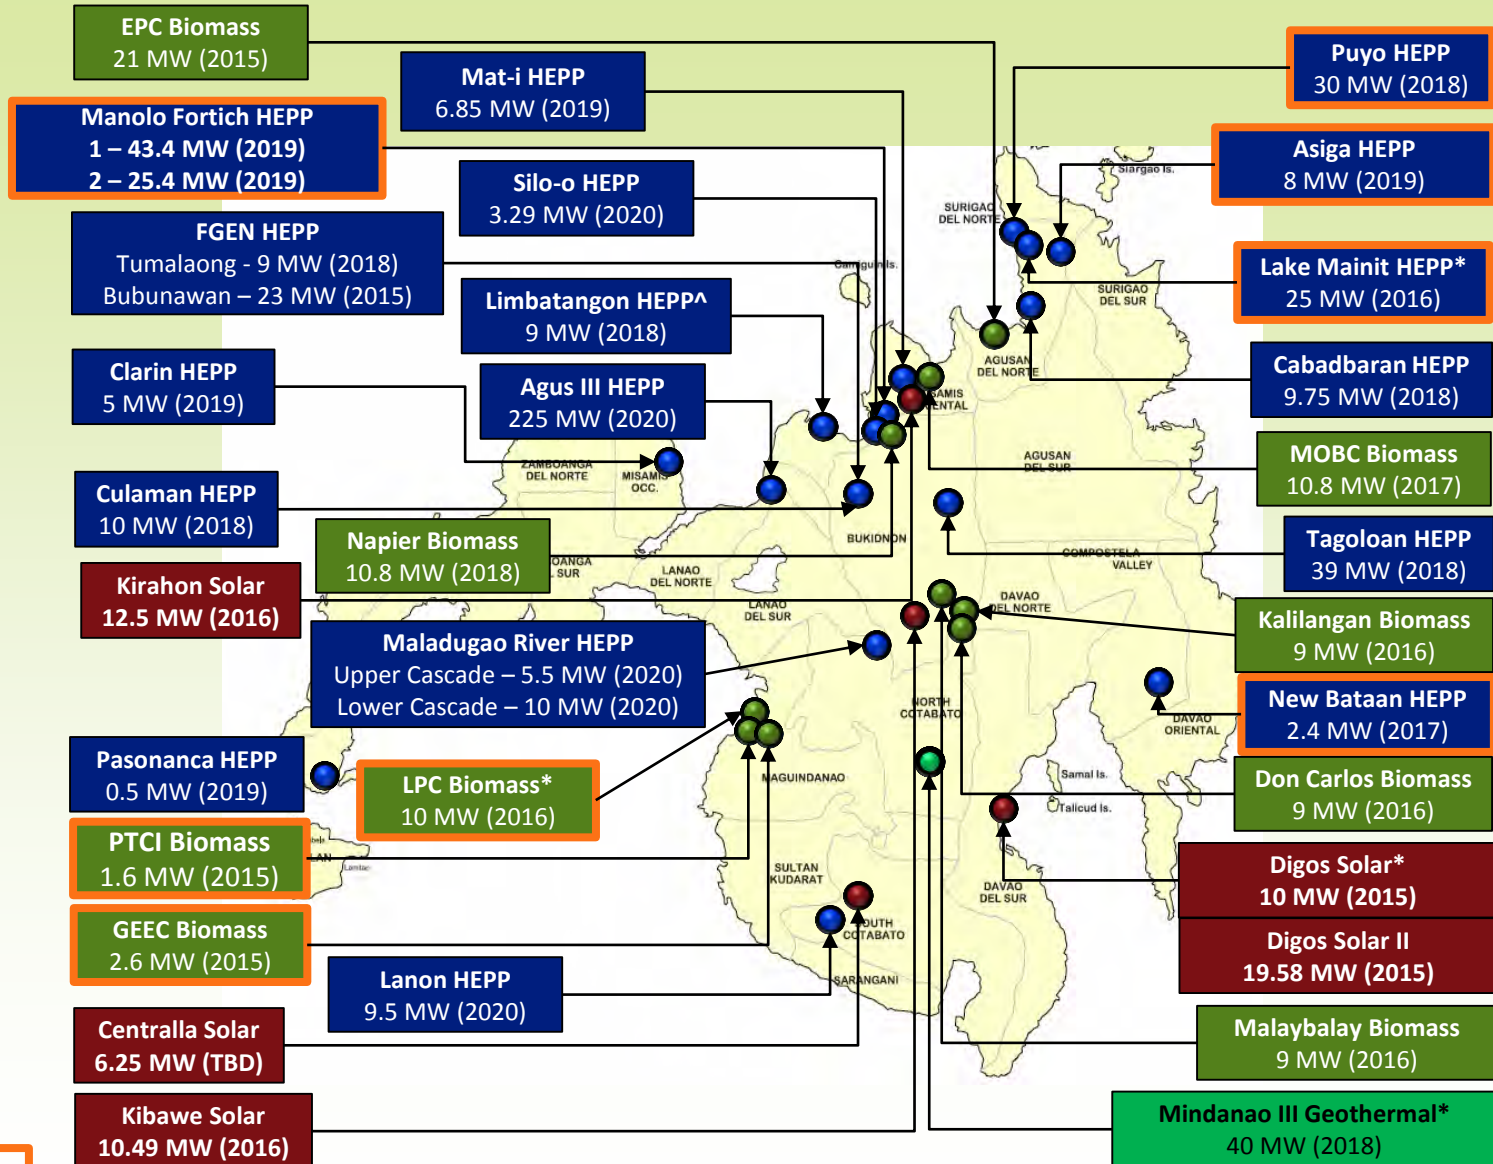 EPC Biomass
21 MW (2015)
Mat-i HEPP
6.85 MW (2019)
Puyo HEPP
30 MW (2018)
Manolo Fortich HEPP
1 – 43.4 MW (2019)
2 – 25.4 MW (2019)
Asiga HEPP
8 MW (2019)
Siargao Is.
Silo-o HEPP
3.29 MW (2020)
SURIGAO
DEL NORTE
FGEN HEPP
Tumalaong - 9 MW (2018)
Bubunawan – 23 MW (2015)
Camiguin Is.
Lake Mainit HEPP*
25 MW (2016)
SURIGAO
DEL SUR
Limbatangon HEPP^
9 MW (2018)
AGUSAN
DEL NORTE
Clarin HEPP
5 MW (2019)
Agus III HEPP
225 MW (2020)
Cabadbaran HEPP
9.75 MW (2018)
AMIS
ENTAL
ZAMBOANGA
DEL NORTE
MISAMIS
OCC.
AGUSAN
DEL SUR
MOBC Biomass
10.8 MW (2017)
Culaman HEPP
10 MW (2018)
Napier Biomass
10.8 MW (2018)
BUKIDNON
Tagoloan HEPP
39 MW (2018)
COMPOSTELA
VALLEY
OANGA
SUR
LANAO
DEL NORTE
Kirahon Solar
12.5 MW (2016)
LANAO
DEL SUR
DAVAO
DEL NORTE
Kalilangan Biomass
9 MW (2016)
Maladugao River HEPP
Upper Cascade – 5.5 MW (2020)
Lower Cascade – 10 MW (2020)
NORTH
COTABATO
New Bataan HEPP
2.4 MW (2017)
DAVAO
ORIENTAL
Pasonanca HEPP
0.5 MW (2019)
LPC Biomass*
10 MW (2016)
MAGUINDANAO
Samal Is.
Talicud Is.
Don Carlos Biomass
9 MW (2016)
PTCI Biomass
1.6 MW (2015)
LAN
SULTAN
KUDARAT
DAVAO
DEL SUR
Digos Solar*
10 MW (2015)
GEEC Biomass
2.6 MW (2015)
OUTH
COTABATO
Digos Solar II
19.58 MW (2015)
Lanon HEPP
9.5 MW (2020)
SARANGANI
Centralla Solar
6.25 MW (TBD)
Malaybalay Biomass
9 MW (2016)
Kibawe Solar
10.49 MW (2016)
Mindanao III Geothermal*
40 MW (2018)